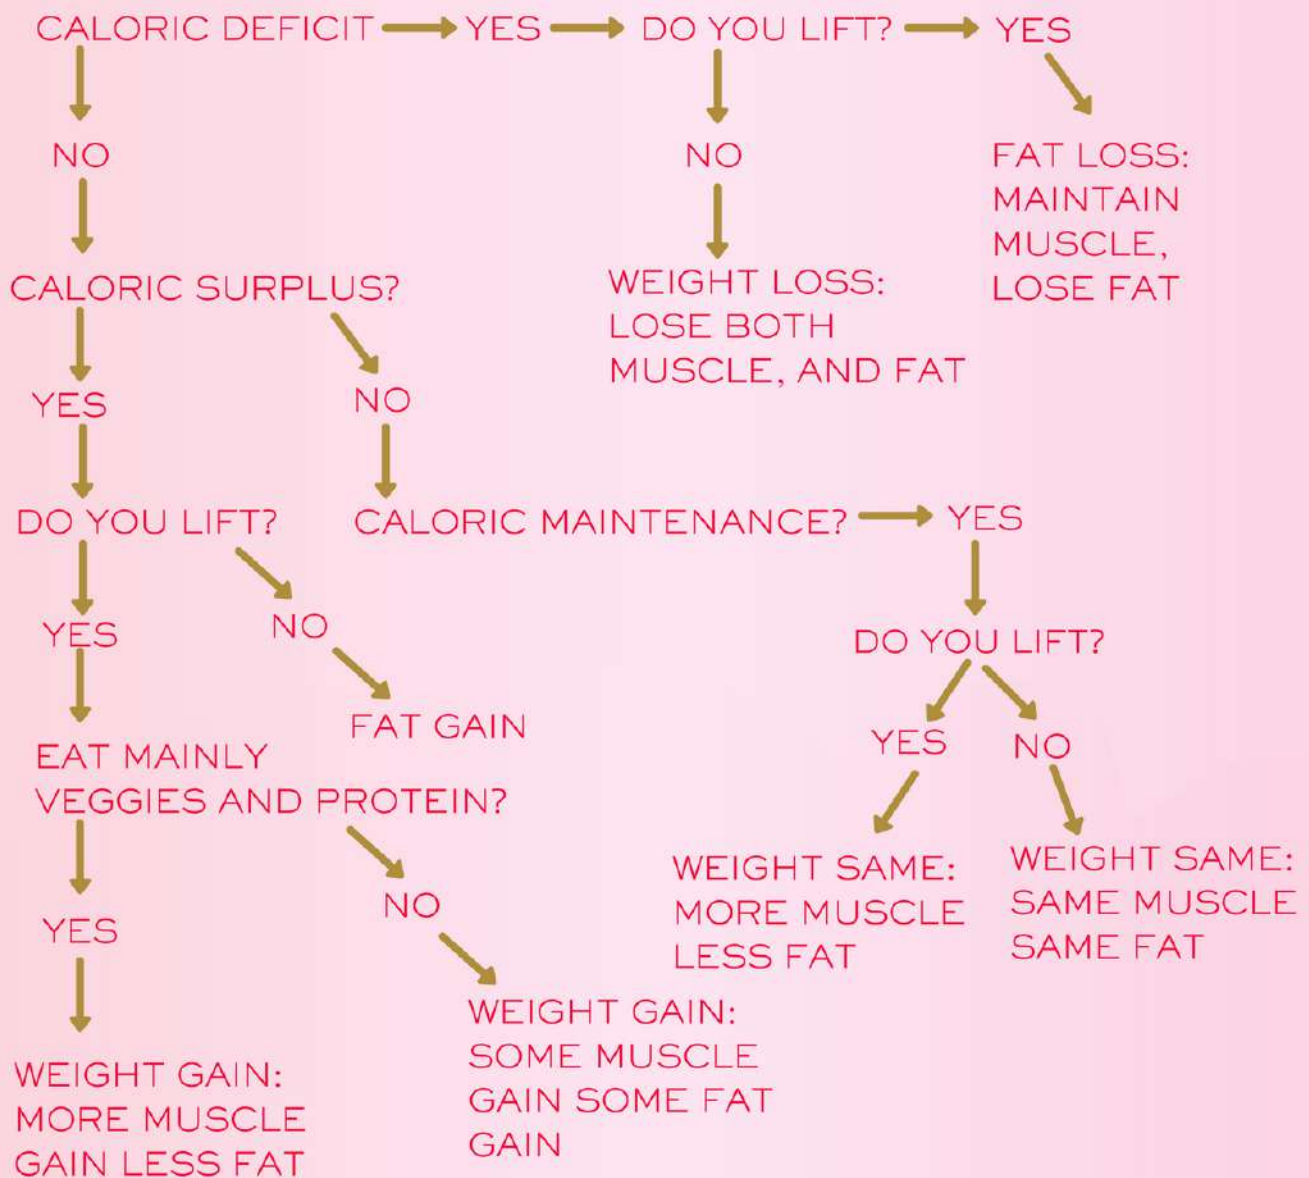 CALORIC DEFICIT YES DO YOU LIFT? YES
NO NO FAT LOSS:
MAINTAIN
MUSCLE,
LOSE FAT
CALORIC SURPLUS? WEIGHT LOSS:
LOSE BOTH
MUSCLE, AND FAT
YES NO
DO YOU LIFT? CALORIC MAINTENANCE? YES
YES NO DO YOU LIFT?
FAT GAIN YES NO
EAT MAINLY
VEGGIES AND PROTEIN?
YES NO
WEIGHT SAME:
MORE MUSCLE
LESS FAT
WEIGHT SAME:
SAME MUSCLE
SAME FAT
WEIGHT GAIN:
SOME MUSCLE
GAIN SOME FAT
GAIN
WEIGHT GAIN:
MORE MUSCLE
GAIN LESS FAT